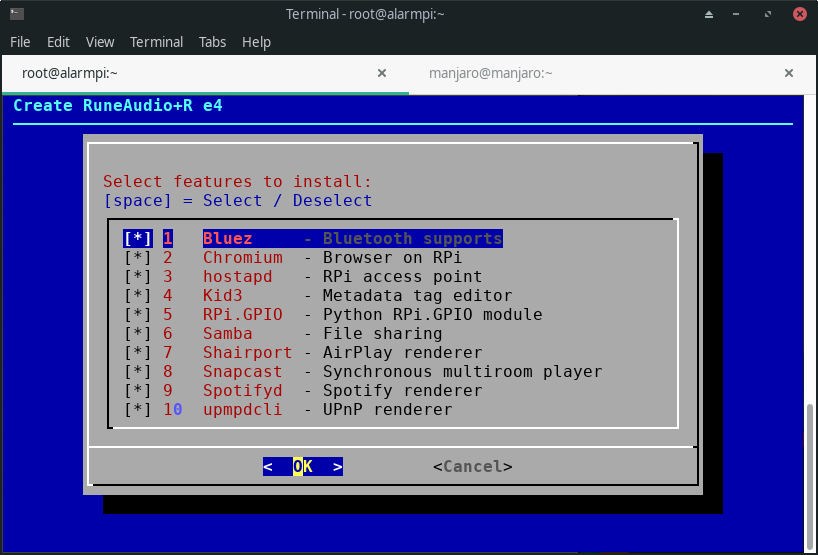 Terminal - root@alarmpi:~
File Edit View Terminal Tabs Help
root@alarmpi:~ manjaro@manjaro:~
Create RuneAudio+R e4
Select features to install:
[space] = Select / Deselect
[*] 1 Bluez - Bluetooth supports
[*] 2 Chromium - Browser on RPi
[*] 3 hostapd - RPi access point
[*] 4 Kid3 - Metadata tag editor
[*] 5 RPi.GPIO - Python RPi.GPIO module
[*] 6 Samba - File sharing
[*] 7 Shairport - AirPlay renderer
[*] 8 Snapcast - Synchronous multiroom player
[*] 9 Spotifyd - Spotify renderer
[*] 10 upmpdcli - UPnP renderer
< OK > <Cancel>